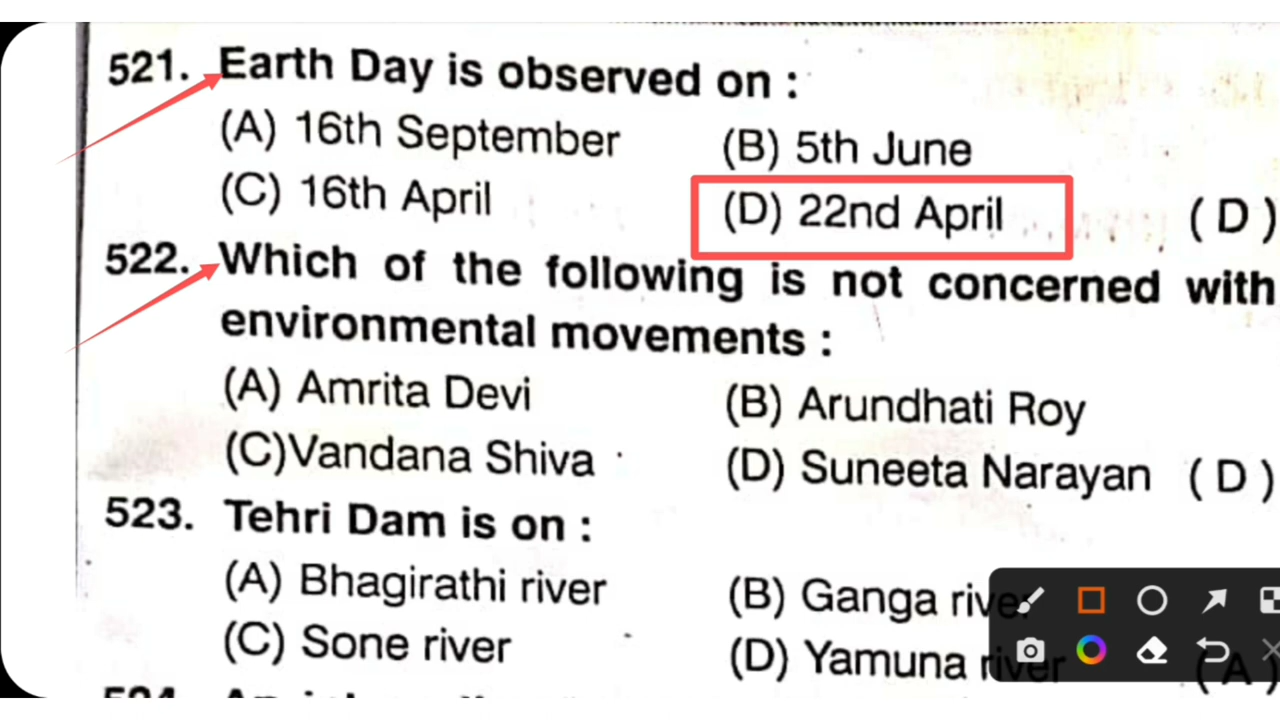 521. Earth Day is observed on :
(A) 16th September (B) 5th June
(C) 16th April (D) 22nd April (D)
522. Which of the following is not concerned with
environmental movements :
(A) Amrita Devi (B) Arundhati Roy
(C)Vandana Shiva (D) Suneeta Narayan (D)
523. Tehri Dam is on :
(A) Bhagirathi river (B) Ganga river
(C) Sone river (D) Yamuna river (A)